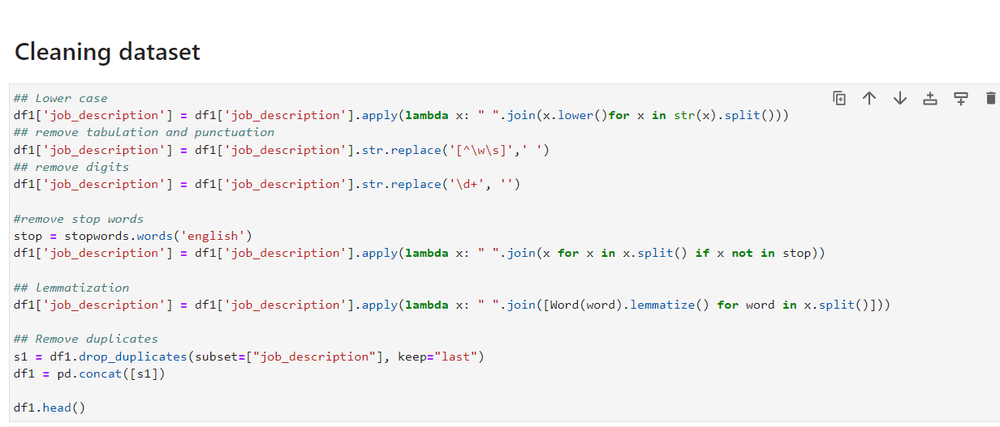 Cleaning dataset
## Lower case
df1['job_description'] = df1['job_description'].apply(lambda x: " ".join(x.lower()for x in str(x).split()))
## remove tabulation and punctuation
df1['job_description'] = df1['job_description'].str.replace('[^\w\s]',' ')
## remove digits
df1['job_description'] = df1['job_description'].str.replace('\d+', '')
#remove stop words
stop = stopwords.words('english')
df1['job_description'] = df1['job_description'].apply(lambda x: " ".join(x for x in x.split() if x not in stop))
## lemmatization
df1['job_description'] = df1['job_description'].apply(lambda x: " ".join([Word(word).lemmatize() for word in x.split()]))
## Remove duplicates
s1 = df1.drop_duplicates(subset=["job_description"], keep="last")
df1 = pd.concat([s1])
df1.head()